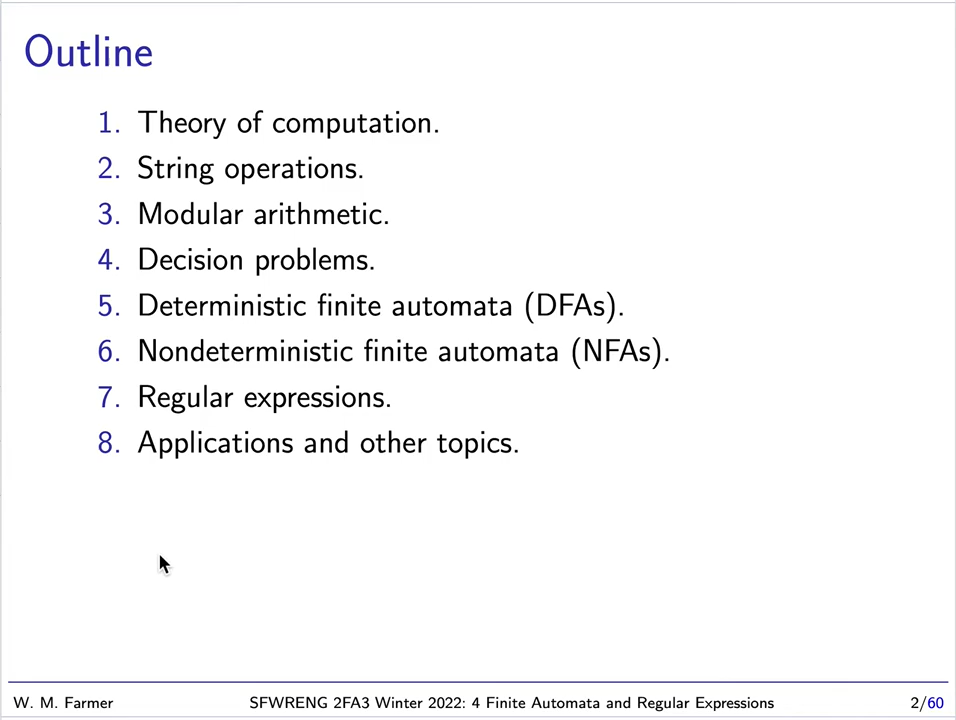 Outline
1. Theory of computation.
2. String operations.
3. Modular arithmetic.
4. Decision problems.
5. Deterministic finite automata (DFAs).
6. Nondeterministic finite automata (NFAs).
7. Regular expressions.
8. Applications and other topics.
W. M. Farmer SFWRENG 2FA3 Winter 2022: 4 Finite Automata and Regular Expressions 2/60